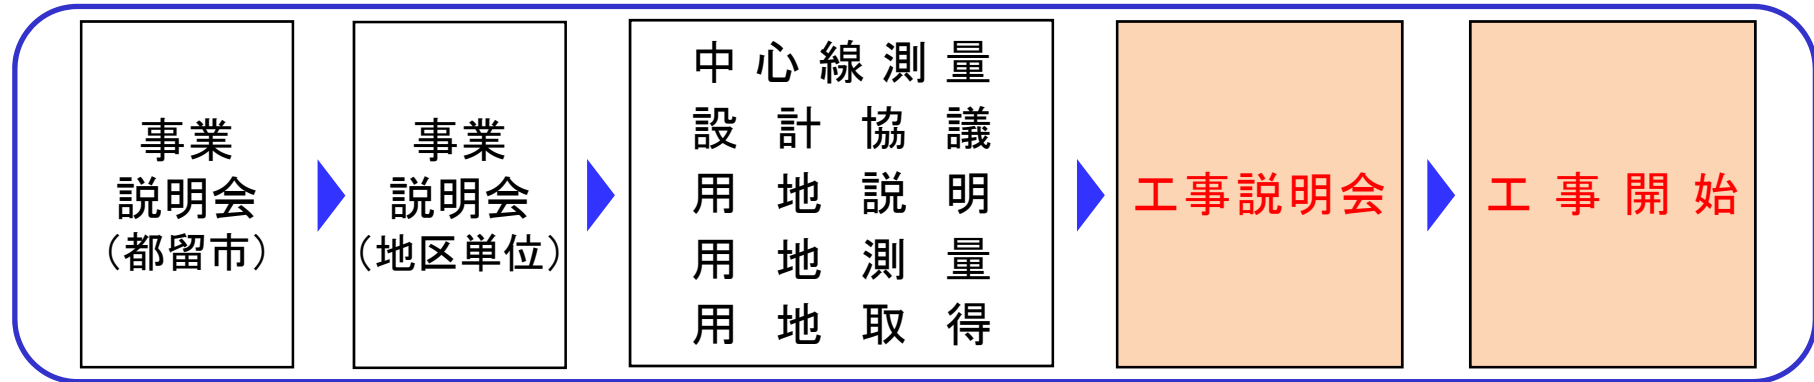 事業
説明会
（都留市）
事業
説明会
（地区単位）
中心線測量
設計協議
用地説明
用地測量
用地取得
工事説明会
工事開始